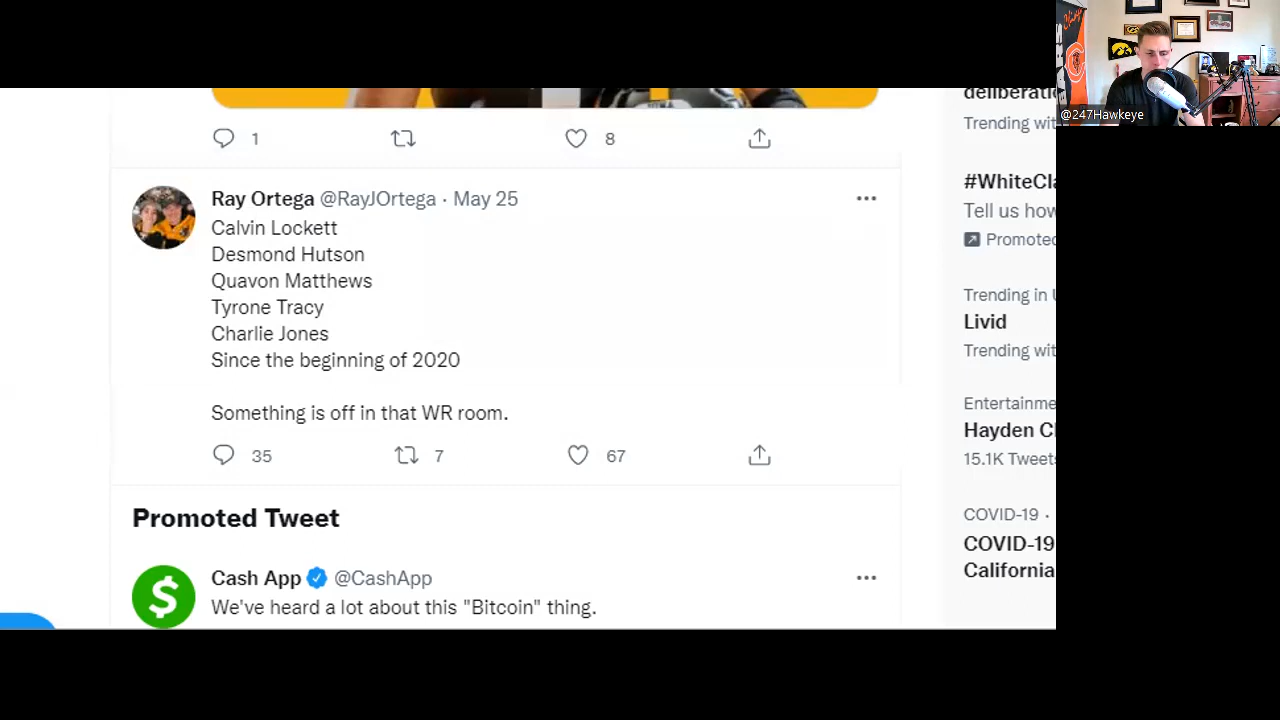 @247Hawkeye
1
8
Ray Ortega @RayJOrtega · May 25
Calvin Lockett
Desmond Hutson
Quavon Matthews
Tyrone Tracy
Charlie Jones
Since the beginning of 2020
Something is off in that WR room.
35
7
67
Promoted Tweet
Cash App @CashApp
We've heard a lot about this "Bitcoin" thing.
Trending
#WhiteCla
Tell us how
Promoted
Trending in
Livid
Trending
Hayden
15.1K Tweets
COVID-19 ·
COVID-19
California